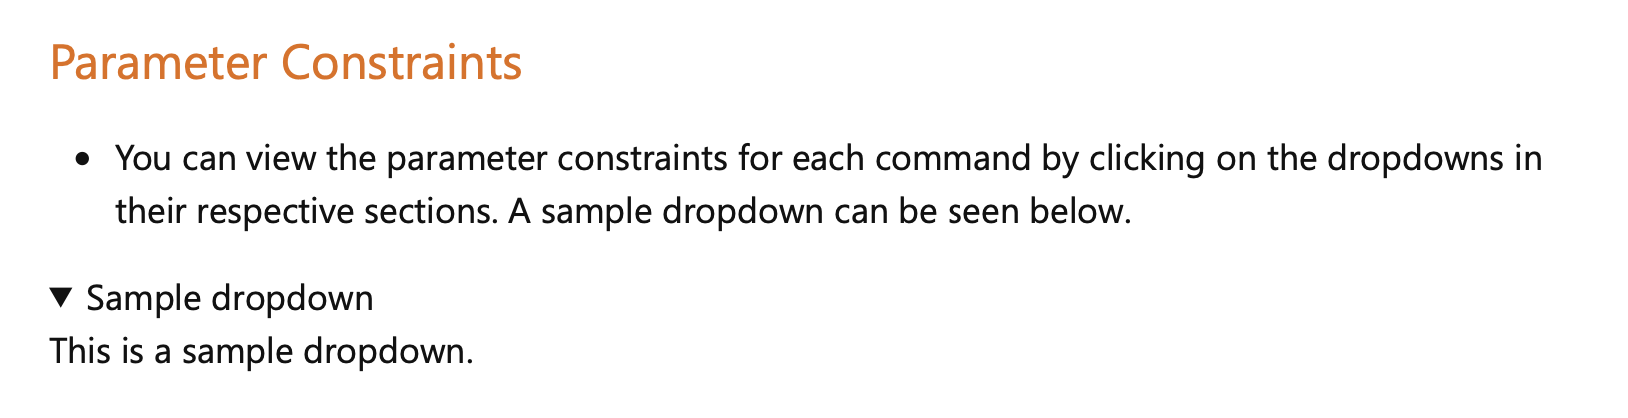 Parameter Constraints
You can view the parameter constraints for each command by clicking on the dropdowns in
their respective sections. A sample dropdown can be seen below.
Sample dropdown
This is a sample dropdown.